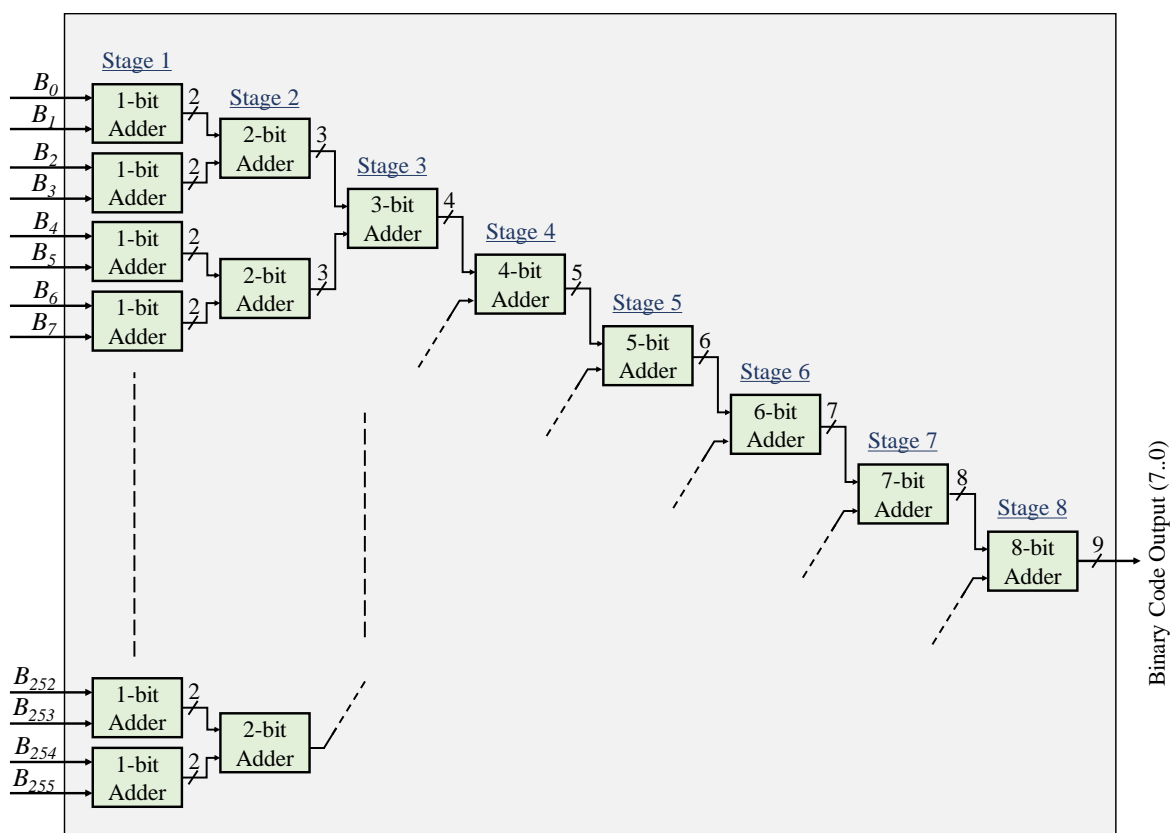 Stage 1
B0
B1
1-bit
Adder
2
B2
B3
1-bit
Adder
2
B4
B5
1-bit
Adder
2
B6
B7
1-bit
Adder
2
B252
B253
1-bit
Adder
2
B254
B255
1-bit
Adder
2
Stage 2
2-bit
Adder
3
2-bit
Adder
3
2-bit
Adder
Stage 3
3-bit
Adder
4
Stage 4
4-bit
Adder
5
Stage 5
5-bit
Adder
6
Stage 6
6-bit
Adder
7
Stage 7
7-bit
Adder
8
Stage 8
8-bit
Adder
9
Binary Code Output (7..0)